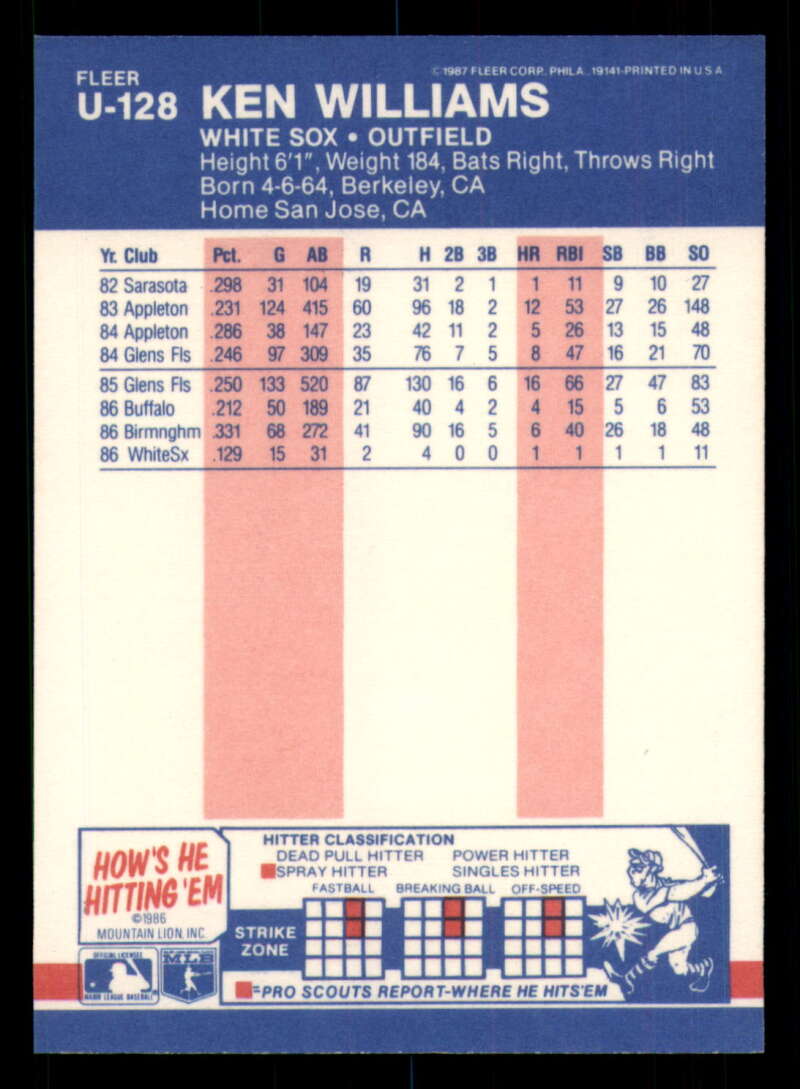 ©1987 FLEER CORP., PHILA., 19141-PRINTED IN U.S.A.
FLEER
U-128 KEN WILLIAMS
WHITE SOX • OUTFIELD
Height 6'1", Weight 184, Bats Right, Throws Right
Born 4-6-64, Berkeley, CA
Home San Jose, CA
Yr. Club Pct. G AB R H 2B 3B HR RBI SB BB SO
82 Sarasota .298 31 104 19 31 2 1 1 11 9 10 27
83 Appleton .231 124 415 60 96 18 2 12 53 27 26 148
84 Appleton .286 38 147 23 42 11 2 5 26 13 15 48
84 Glens Fls .246 97 309 35 76 7 5 8 47 16 21 70
85 Glens Fls .250 133 520 87 130 16 6 16 66 27 47 83
86 Buffalo .212 50 189 21 40 4 2 4 15 5 6 53
86 Birmnghm .331 68 272 41 90 16 5 6 40 26 18 48
86 WhiteSx .129 15 31 2 4 0 0 1 1 1 1 11
HOW'S HE
HITTING 'EM
©1986
MOUNTAIN LION, INC.
HITTER CLASSIFICATION
DEAD PULL HITTER POWER HITTER
SPRAY HITTER SINGLES HITTER
FASTBALL BREAKING BALL OFF-SPEED
STRIKE
ZONE
=PRO SCOUTS REPORT-WHERE HE HITS'EM
OFFICIAL LICENSEE
MAJOR LEAGUE BASEBALL
MLB